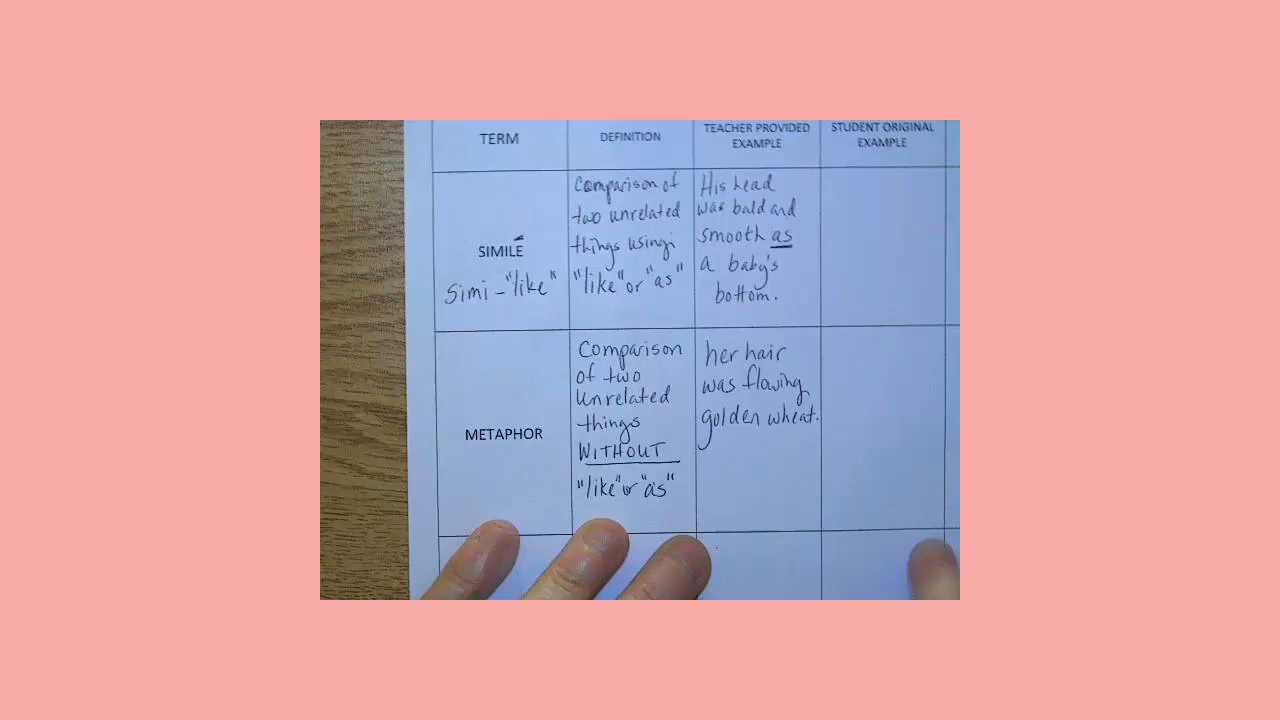 TERM
DEFINITION
TEACHER PROVIDED
EXAMPLE
STUDENT ORIGINAL
EXAMPLE
SIMILE
Simi - "like"
Comparison of
two unrelated
things using
"like" or "as"
His head
was bald and
smooth as
a baby's
bottom.
METAPHOR
Comparison
of two
unrelated
things
WITHOUT
"like" or "as"
her hair
was flowing
golden wheat.